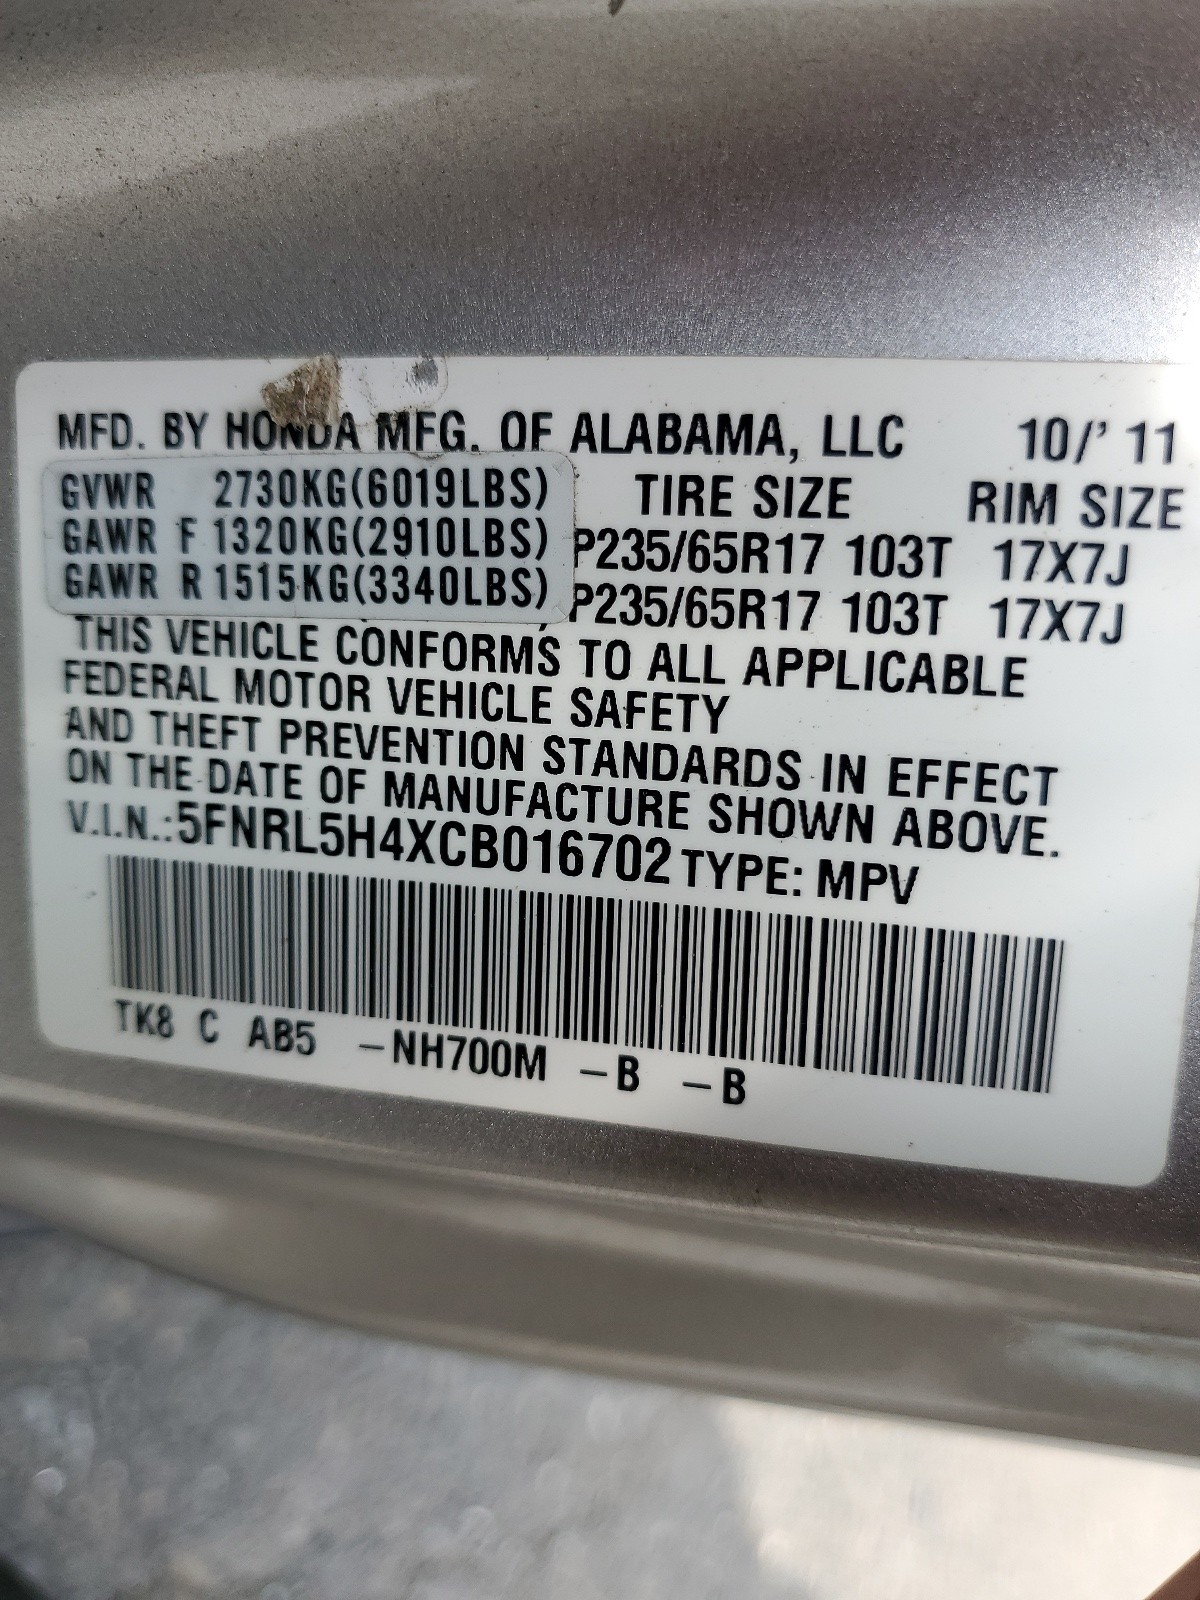 MFD. BY HONDA MFG. OF ALABAMA, LLC 10/' 11
GVWR 2730KG(6019LBS) TIRE SIZE RIM SIZE
GAWR F 1320KG(2910LBS) P235/65R17 103T 17X7J
GAWR R 1515KG(3340LBS) P235/65R17 103T 17X7J
THIS VEHICLE CONFORMS TO ALL APPLICABLE
FEDERAL MOTOR VEHICLE SAFETY
AND THEFT PREVENTION STANDARDS IN EFFECT
ON THE DATE OF MANUFACTURE SHOWN ABOVE.
V.I.N.:5FNRL5H4XCB016702 TYPE: MPV
TK8 C AB5 -NH700M -B -B